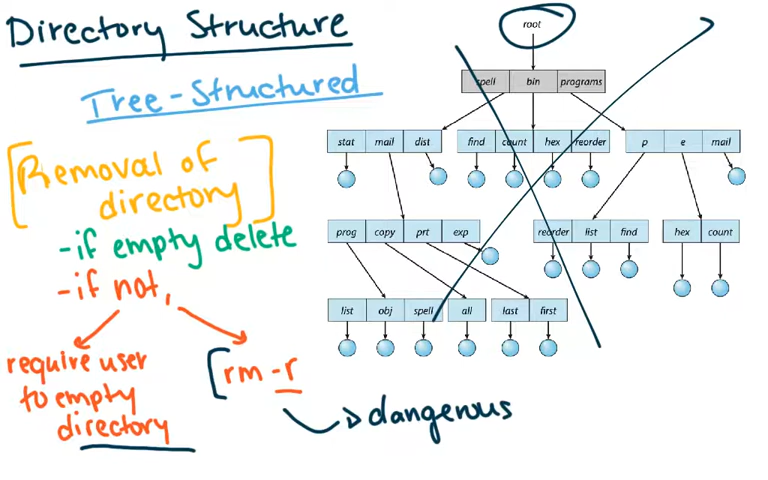 Directory Structure
Tree-Structured
[Removal of
directory]
-if empty delete
-if not,
require user
to empty
directory
[rm -r
dangerous
root
spell bin programs
stat mail dist
find count hex reorder
p e mail
prog copy prt exp
reorder list find
hex count
list obj spell
all
last first